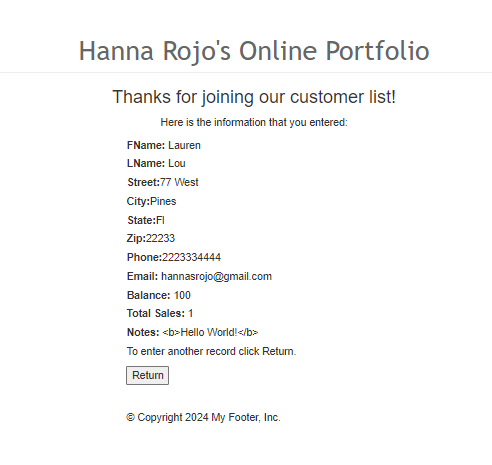 Hanna Rojo's Online Portfolio
Thanks for joining our customer list!
Here is the information that you entered:
FName: Lauren
LName: Lou
Street:77 West
City:Pines
State:Fl
Zip:22233
Phone:2223334444
Email: hannasrojo@gmail.com
Balance: 100
Total Sales: 1
Notes: <b>Hello World!</b>
To enter another record click Return.
Return
© Copyright 2024 My Footer, Inc.